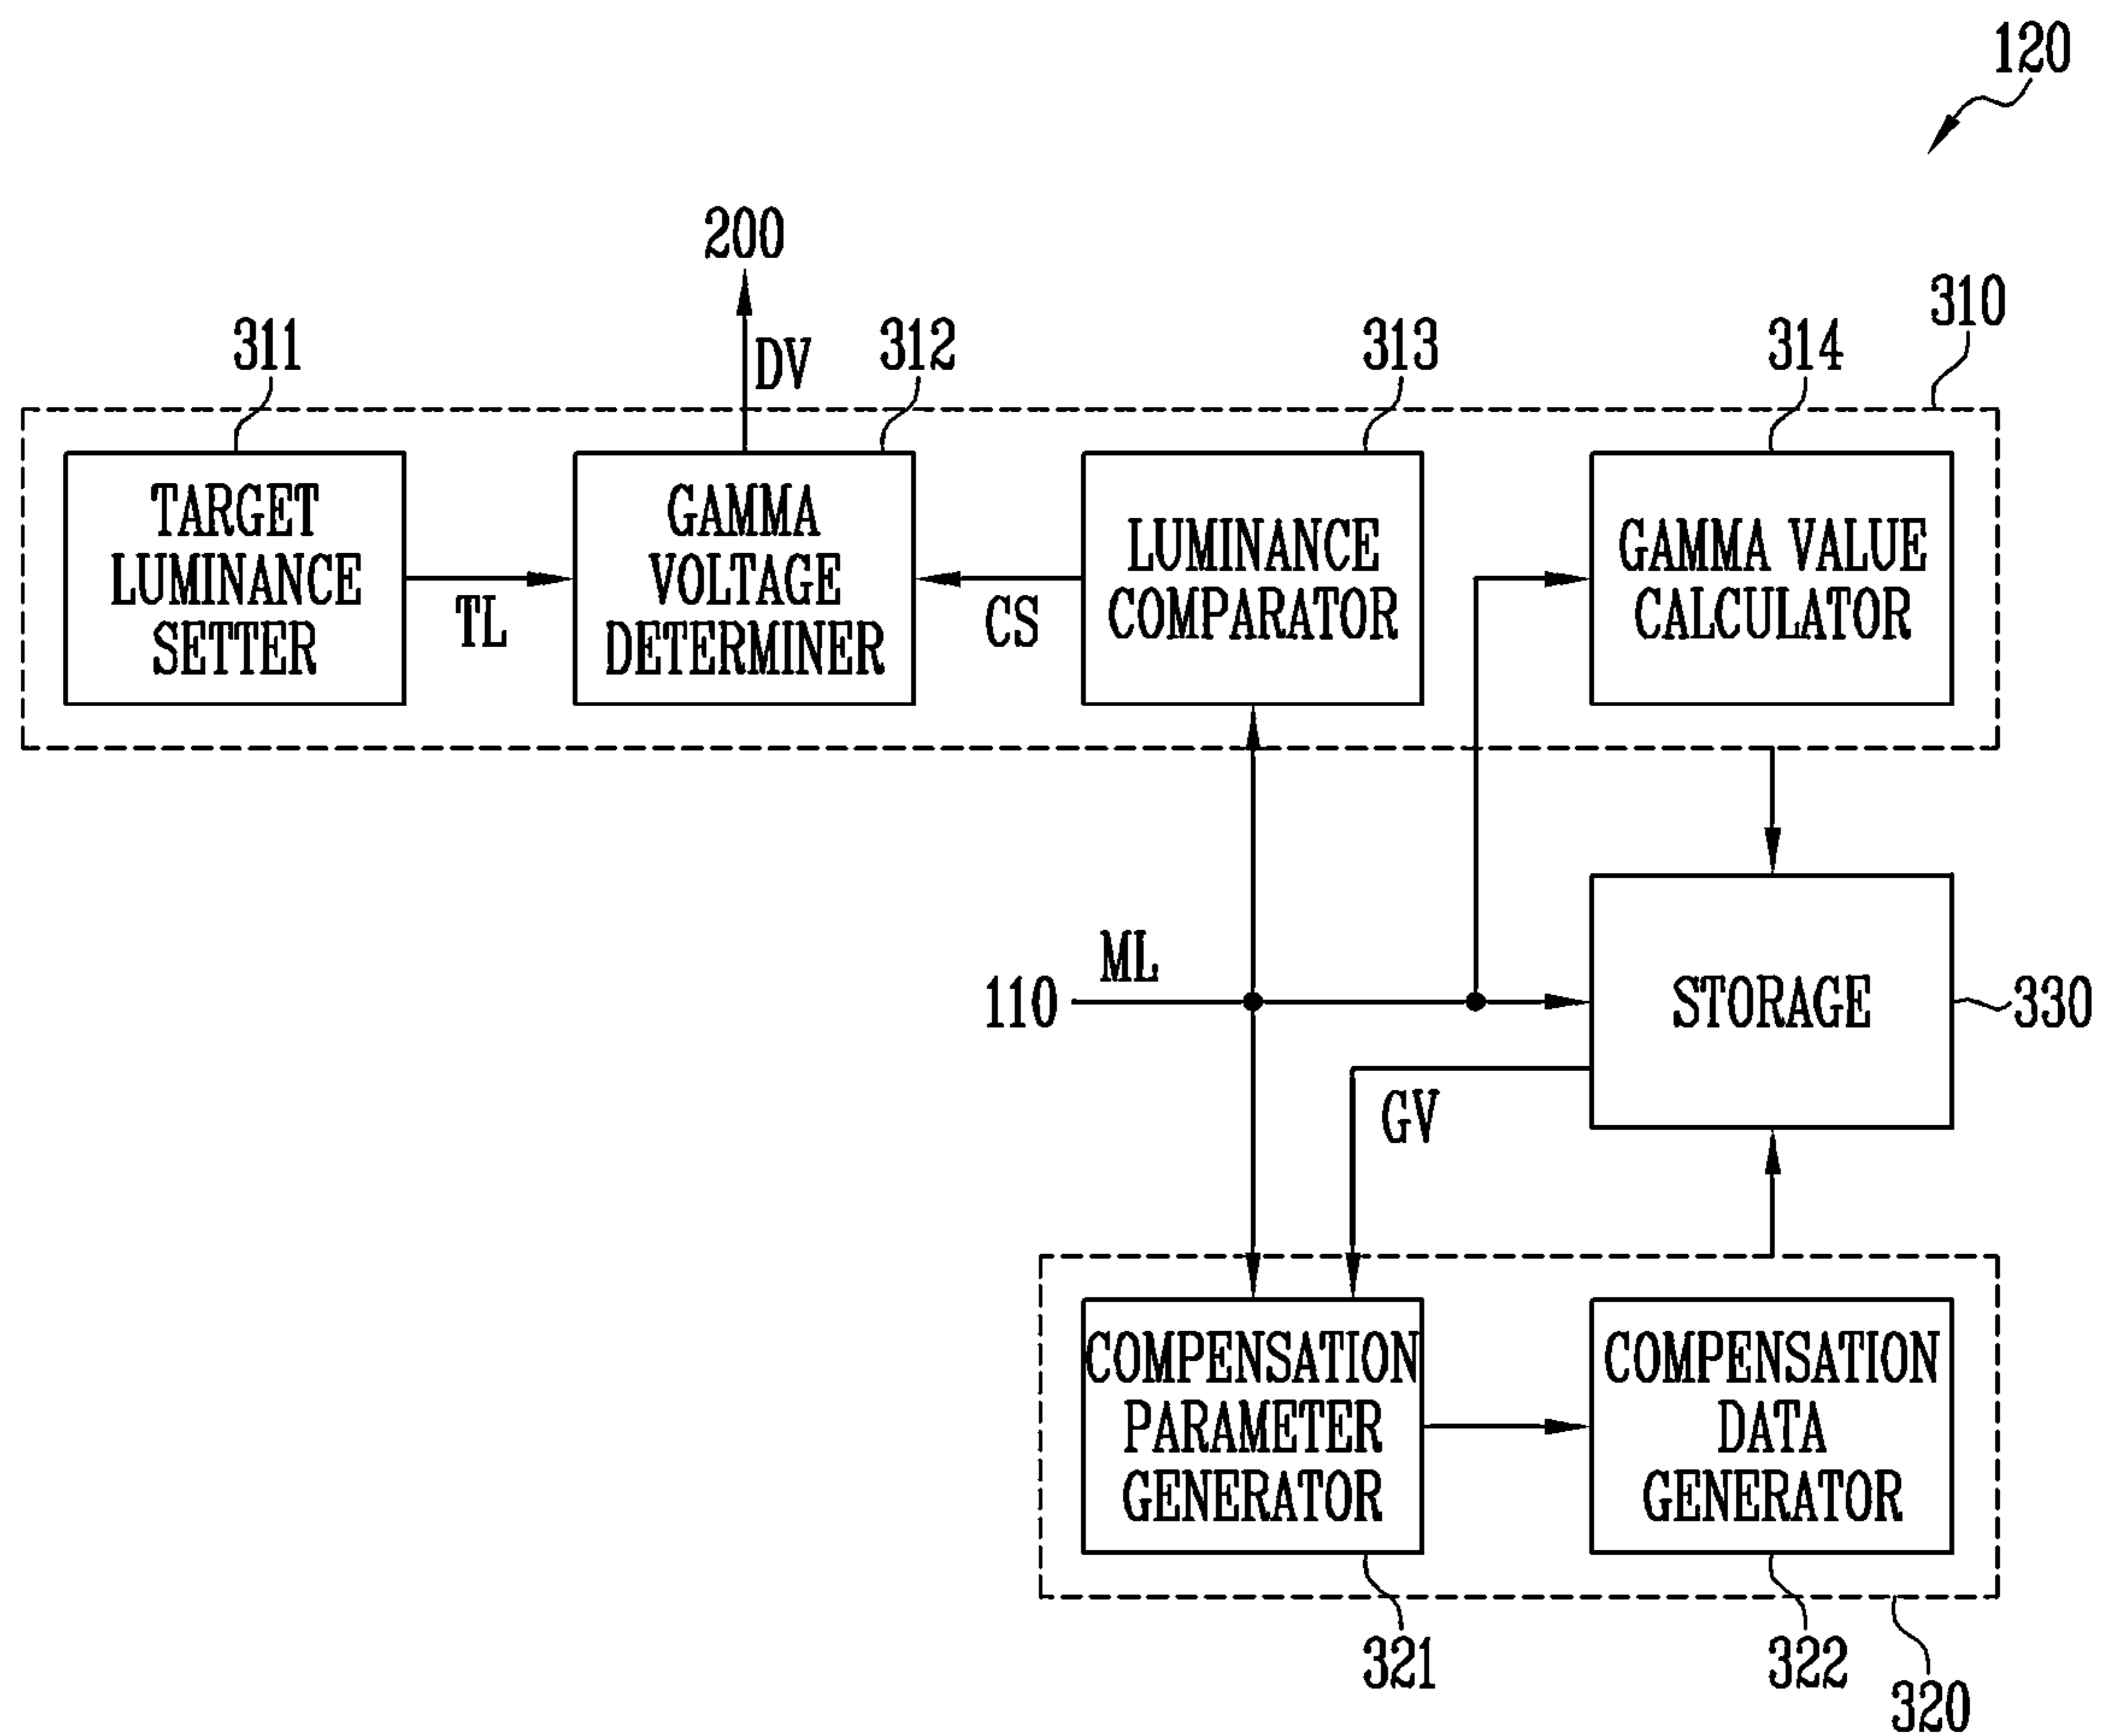 120
200
310
311
DV
312
313
314
TARGET
LUMINANCE
SETTER
TL
GAMMA
VOLTAGE
DETERMINER
CS
LUMINANCE
COMPARATOR
GAMMA VALUE
CALCULATOR
ML
110
STORAGE
330
GV
COMPENSATION
PARAMETER
GENERATOR
COMPENSATION
DATA
GENERATOR
321
322
320